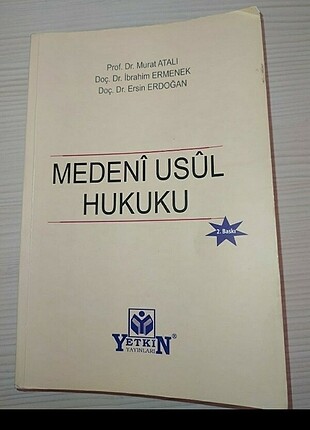 Prof. Dr. Murat ATALI
Doç. Dr. İbrahim ERMENEK
Doç. Dr. Ersin ERDOĞAN
MEDENÎ USÛL
HUKUKU
2. Baskı
YETKİN®
YAYINLARI